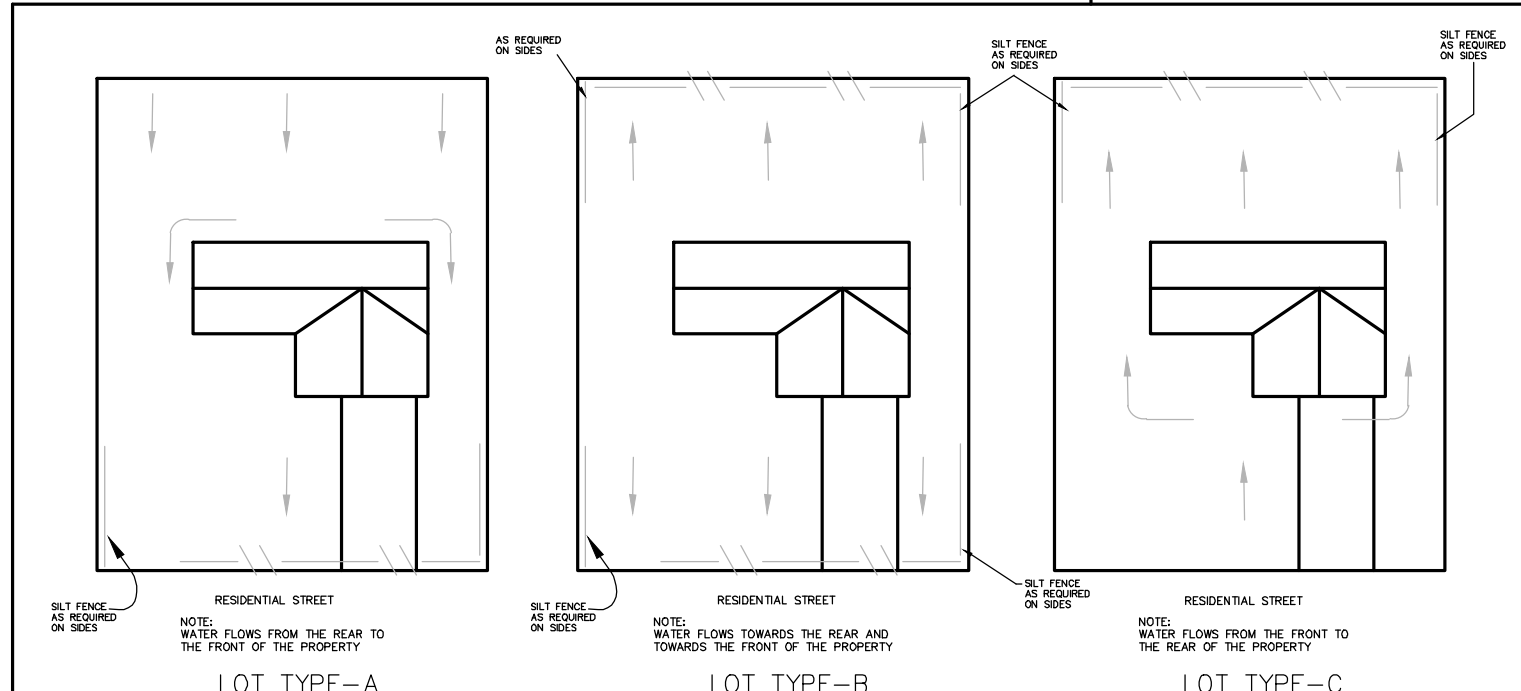 AS REQUIRED
ON SIDES
SILT FENCE
AS REQUIRED
ON SIDES
SILT FENCE
AS REQUIRED
ON SIDES
SILT FENCE
AS REQUIRED
ON SIDES
RESIDENTIAL STREET
NOTE:
WATER FLOWS FROM THE REAR TO
THE FRONT OF THE PROPERTY
LOT TYPE-A
SILT FENCE
AS REQUIRED
ON SIDES
RESIDENTIAL STREET
NOTE:
WATER FLOWS TOWARDS THE REAR AND
TOWARDS THE FRONT OF THE PROPERTY
LOT TYPE-B
SILT FENCE
AS REQUIRED
ON SIDES
RESIDENTIAL STREET
NOTE:
WATER FLOWS FROM THE FRONT TO
THE REAR OF THE PROPERTY
LOT TYPE-C